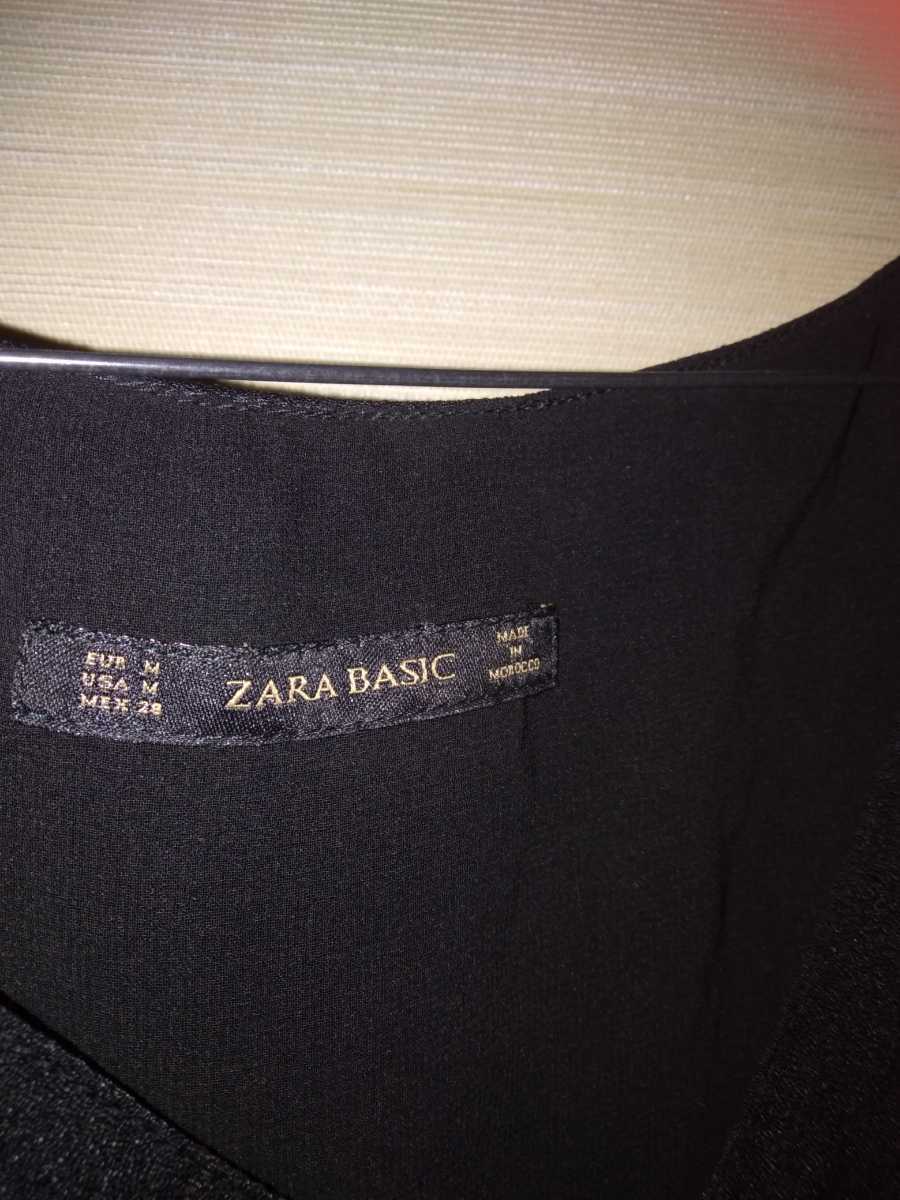 EUR M
USA M
MEX 28
ZARA BASIC
MADE
IN
MOROCCO